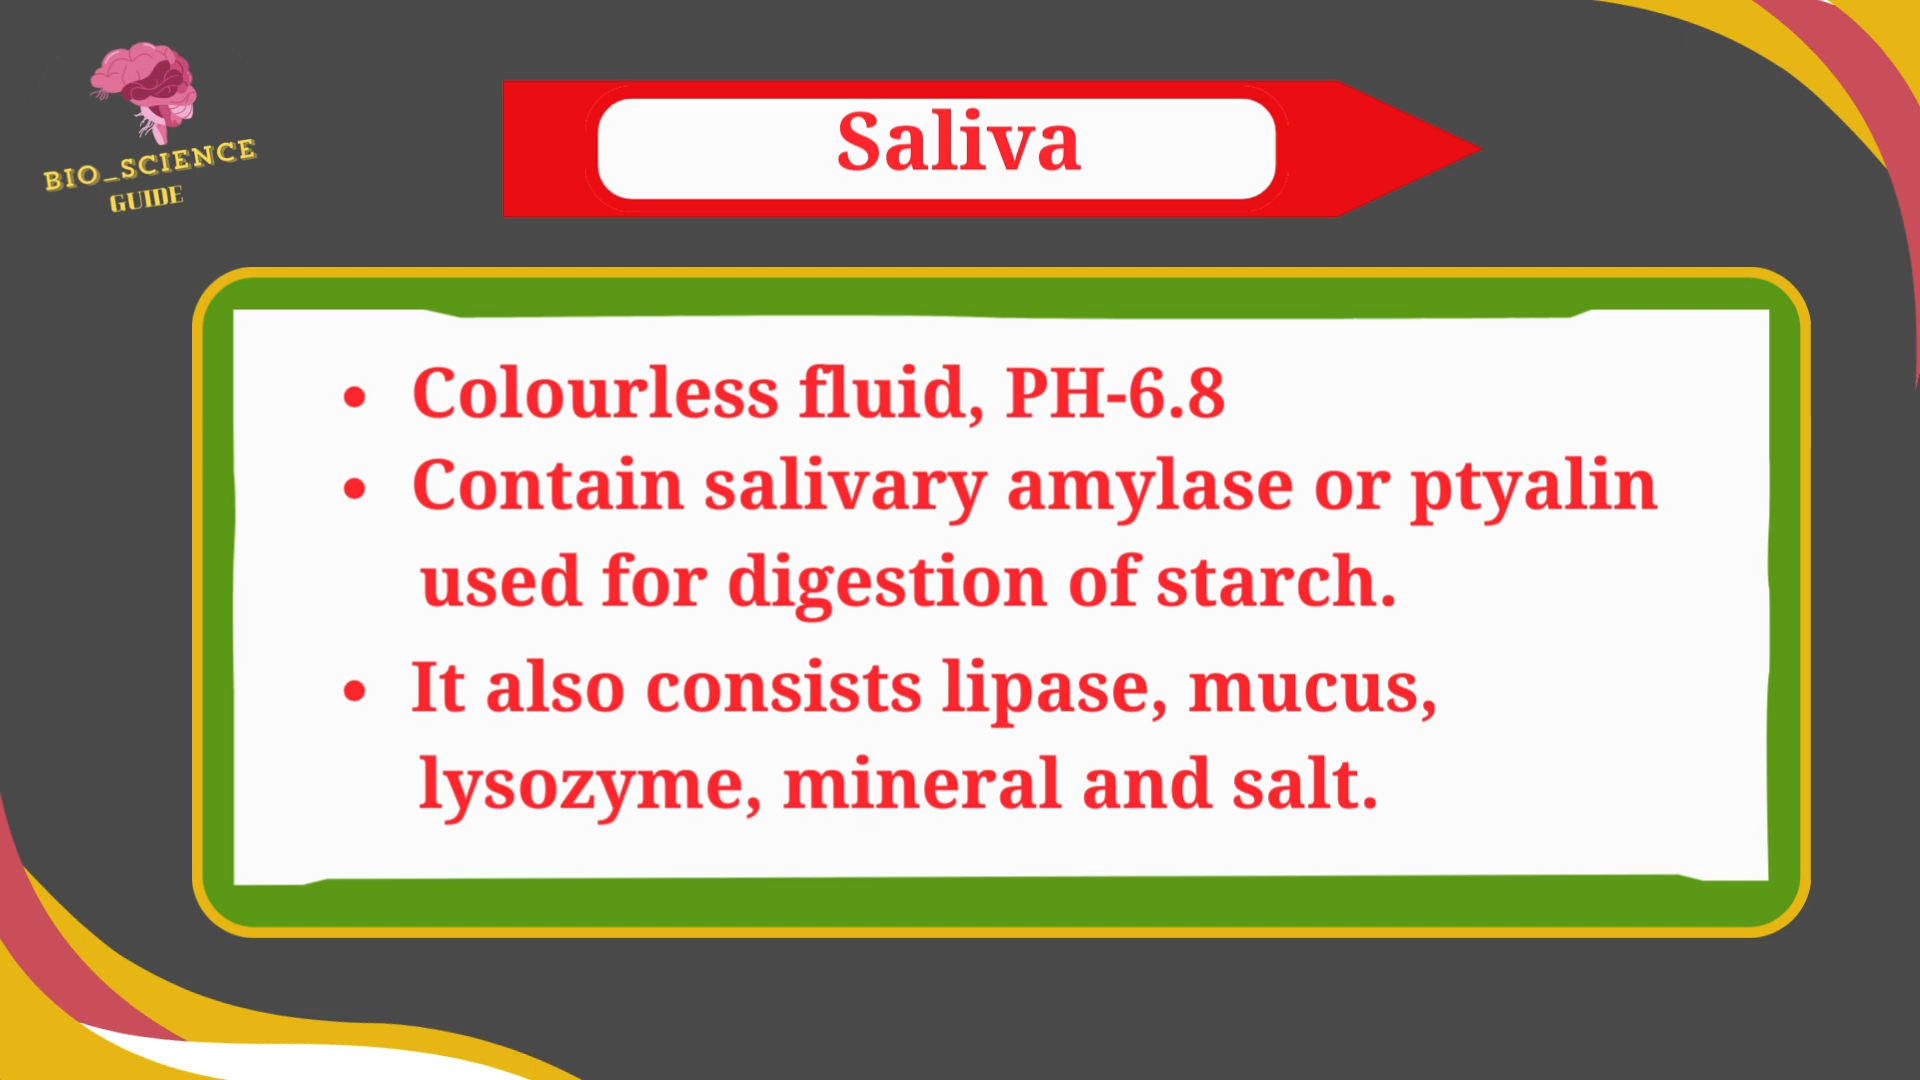 BIO_SCIENCE
GUIDE
Saliva
• Colourless fluid, PH-6.8
• Contain salivary amylase or ptyalin
used for digestion of starch.
• It also consists lipase, mucus,
lysozyme, mineral and salt.